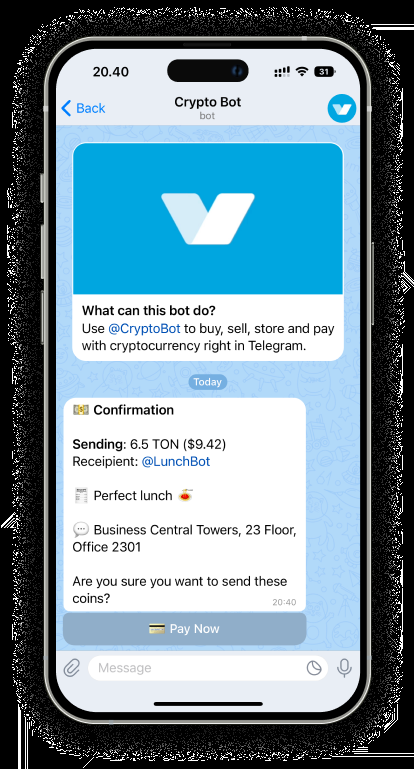 20.40
31
Back
Crypto Bot
bot
What can this bot do?
Use @CryptoBot to buy, sell, store and pay
with cryptocurrency right in Telegram.
Today
Confirmation
Sending: 6.5 TON ($9.42)
Receipient: @LunchBot
Perfect lunch
Business Central Towers, 23 Floor,
Office 2301
Are you sure you want to send these
coins?
20:40
Pay Now
Message